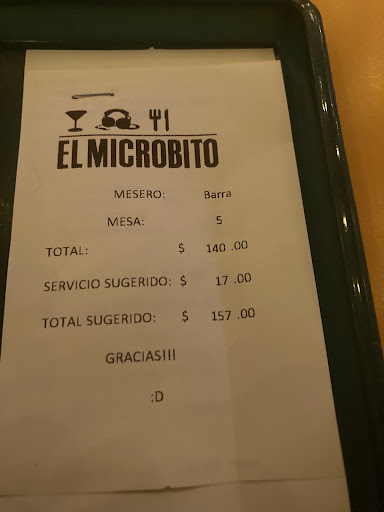 EL MICROBITO
MESERO: Barra
MESA: 5
TOTAL: $ 140 .00
SERVICIO SUGERIDO: $ 17 .00
TOTAL SUGERIDO: $ 157 .00
GRACIAS!!!
:D